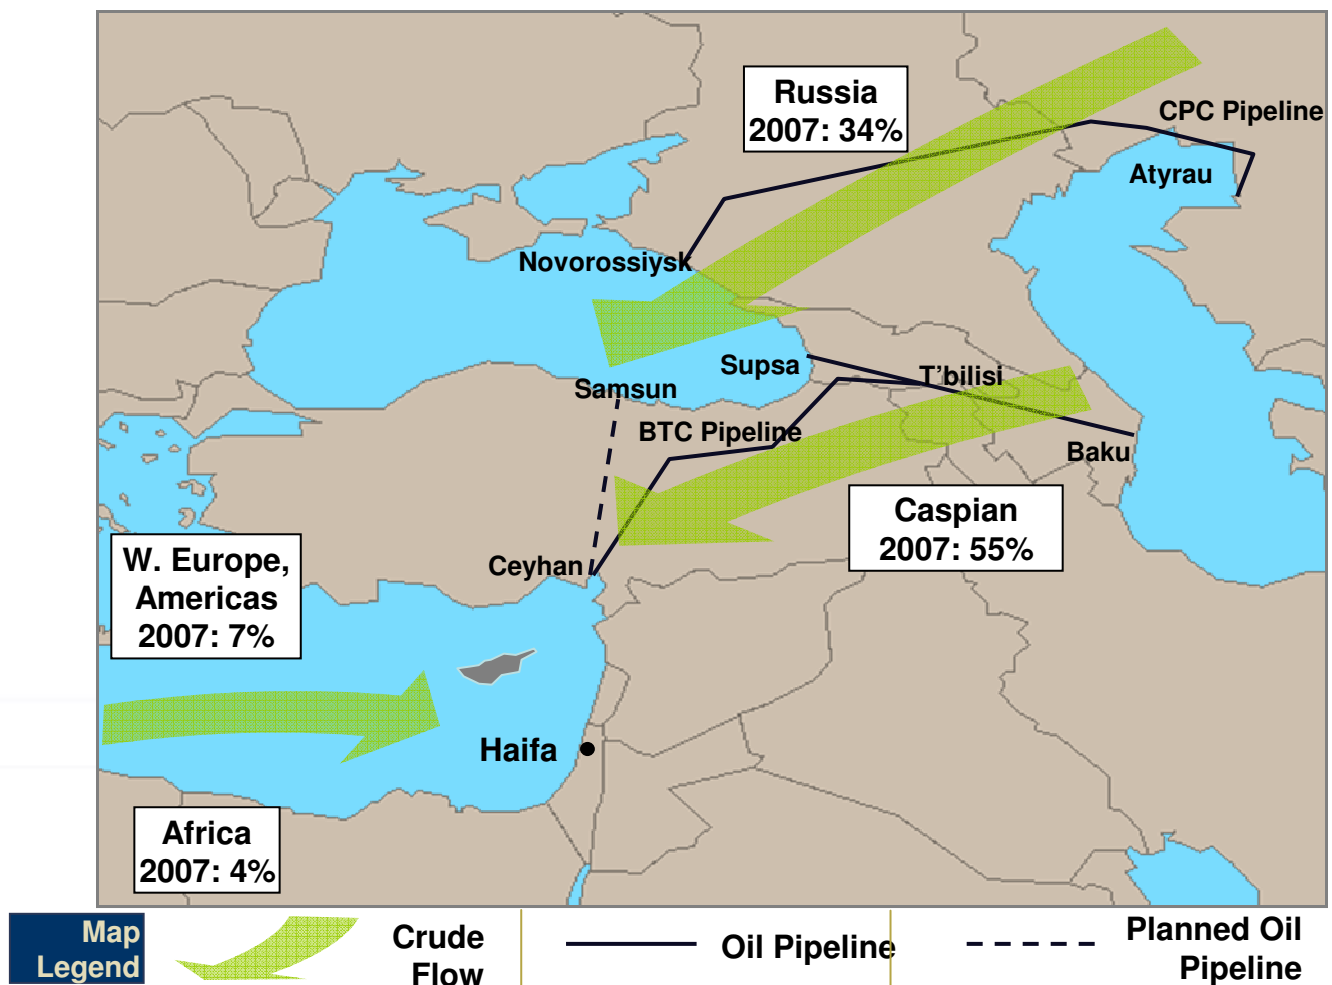 Russia
2007: 34%
CPC Pipeline
Atyrau
Novorossiysk
Supsa
T'bilisi
Samsun
BTC Pipeline
Baku
Caspian
2007: 55%
Ceyhan
W. Europe,
Americas
2007: 7%
Haifa
Africa
2007: 4%
Map
Legend
Crude
Flow
Oil Pipeline
Planned Oil
Pipeline